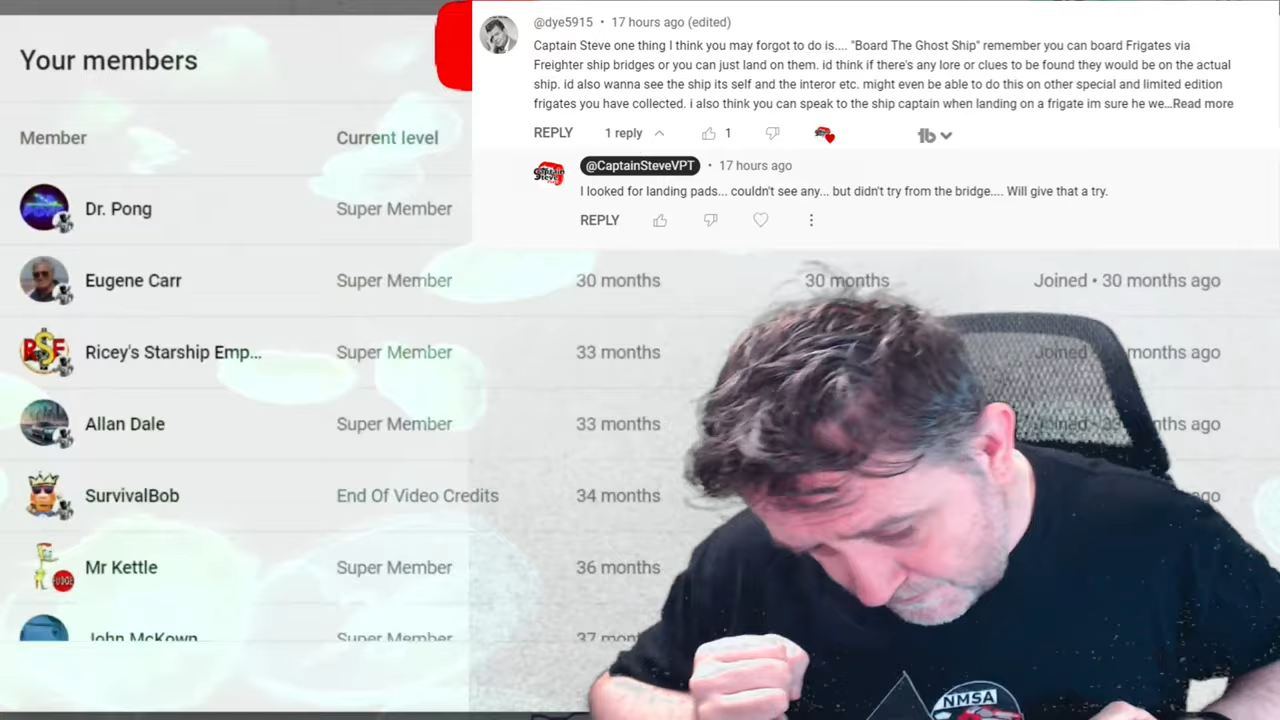 Your members
@dye5915 • 17 hours ago (edited)
Captain Steve one thing I think you may forgot to do is.... "Board The Ghost Ship" remember you can board Frigates via
Freighter ship bridges or you can just land on them. id think if there's any lore or clues to be found they would be on the actual
ship. id also wanna see the ship its self and the interor etc. might even be able to do this on other special and limited edition
frigates you have collected. i also think you can speak to the ship captain when landing on a frigate im sure he we...Read more
REPLY 1 reply 1
@CaptainSteveVPT • 17 hours ago
I looked for landing pads... couldn't see any... but didn't try from the bridge.... Will give that a try.
REPLY
Member Current level
Dr. Pong Super Member
Eugene Carr Super Member 30 months 30 months Joined • 30 months ago
Ricey's Starship Emp... Super Member 33 months Joined months ago
Allan Dale Super Member 33 months Joined ago
SurvivalBob End Of Video Credits 34 months ago
Mr Kettle Super Member 36 months
John McKown Super Member 37
NMSA